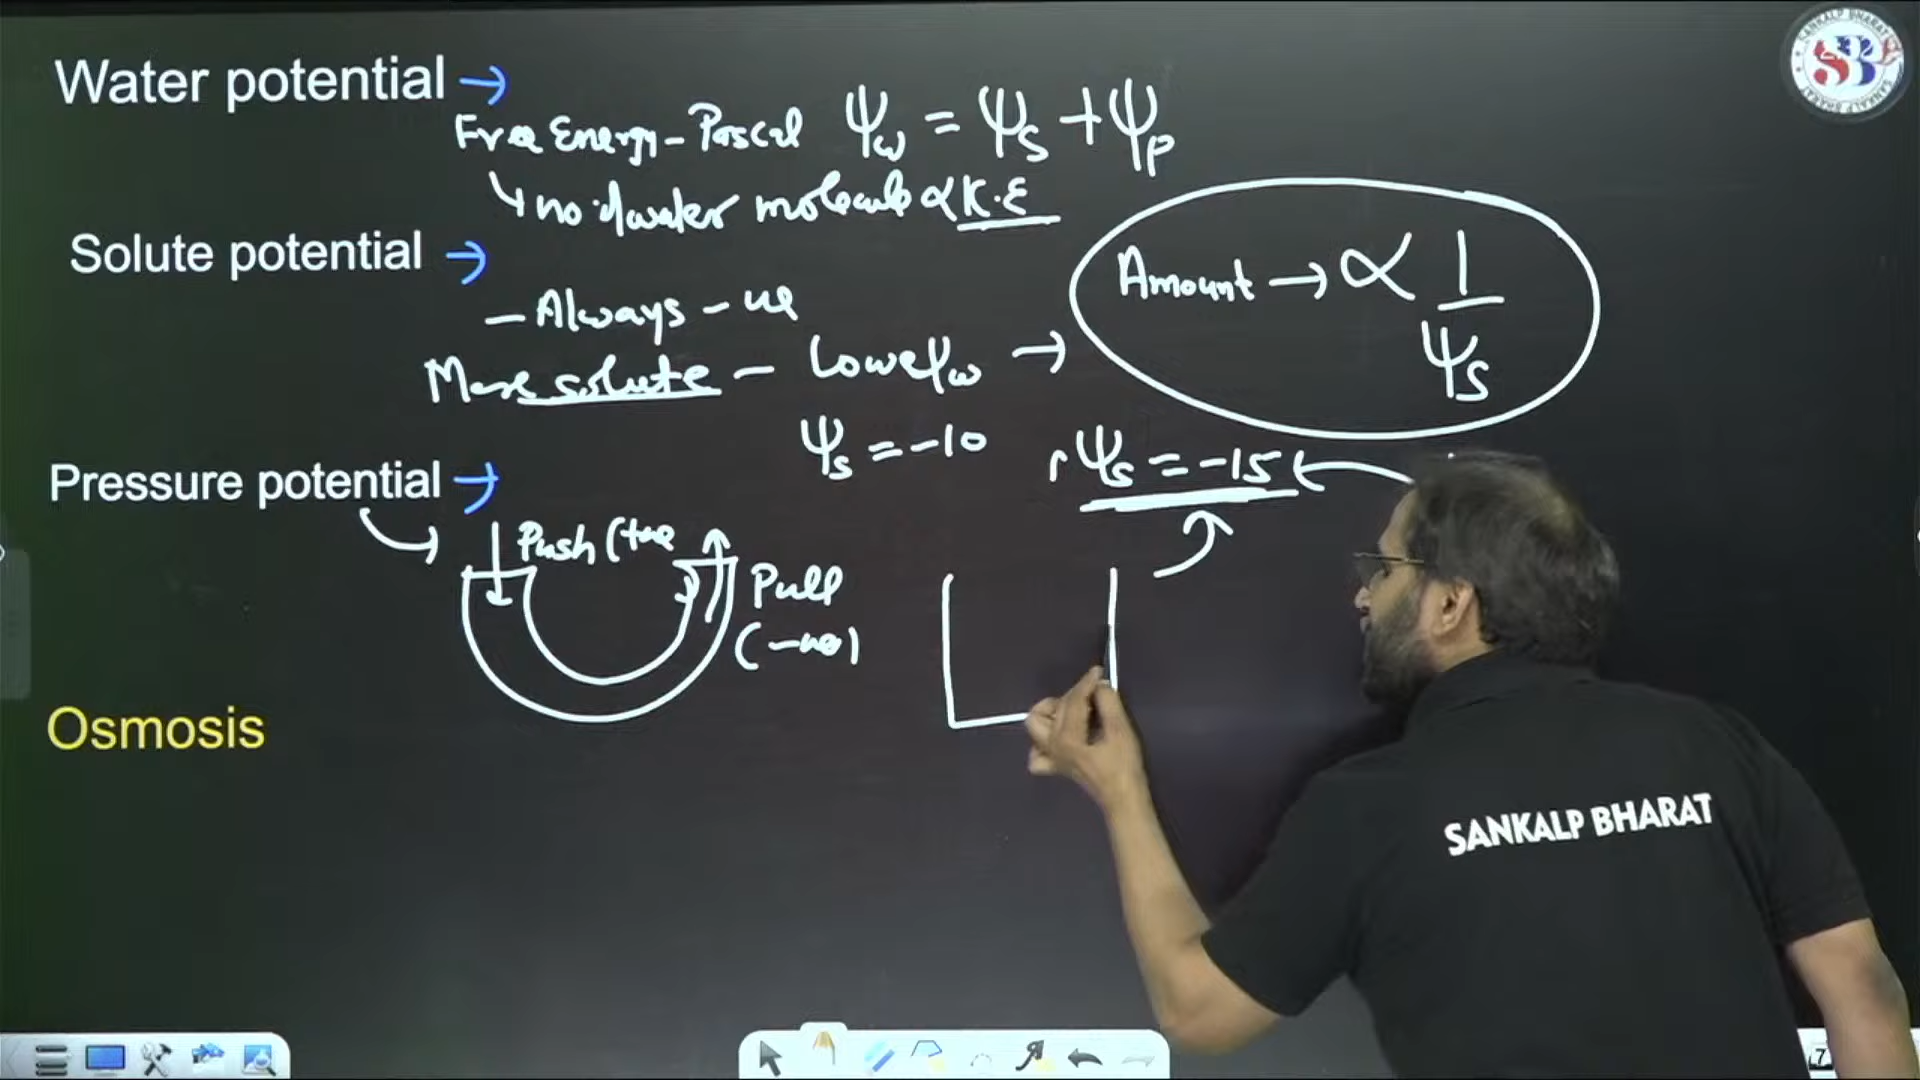 Water potential →
Free Energy - Pascal Ψw = Ψs + Ψp
↳ no. of water molecule ∝ K.E
Solute potential →
- Always - ve
More solute - Lower Ψw →
Amount → ∝ 1/Ψs
Ψs = -10
Ψs = -15
Pressure potential →
Push (+ve
Pull
(-ve)
Osmosis
SANKALP BHARAT
SB